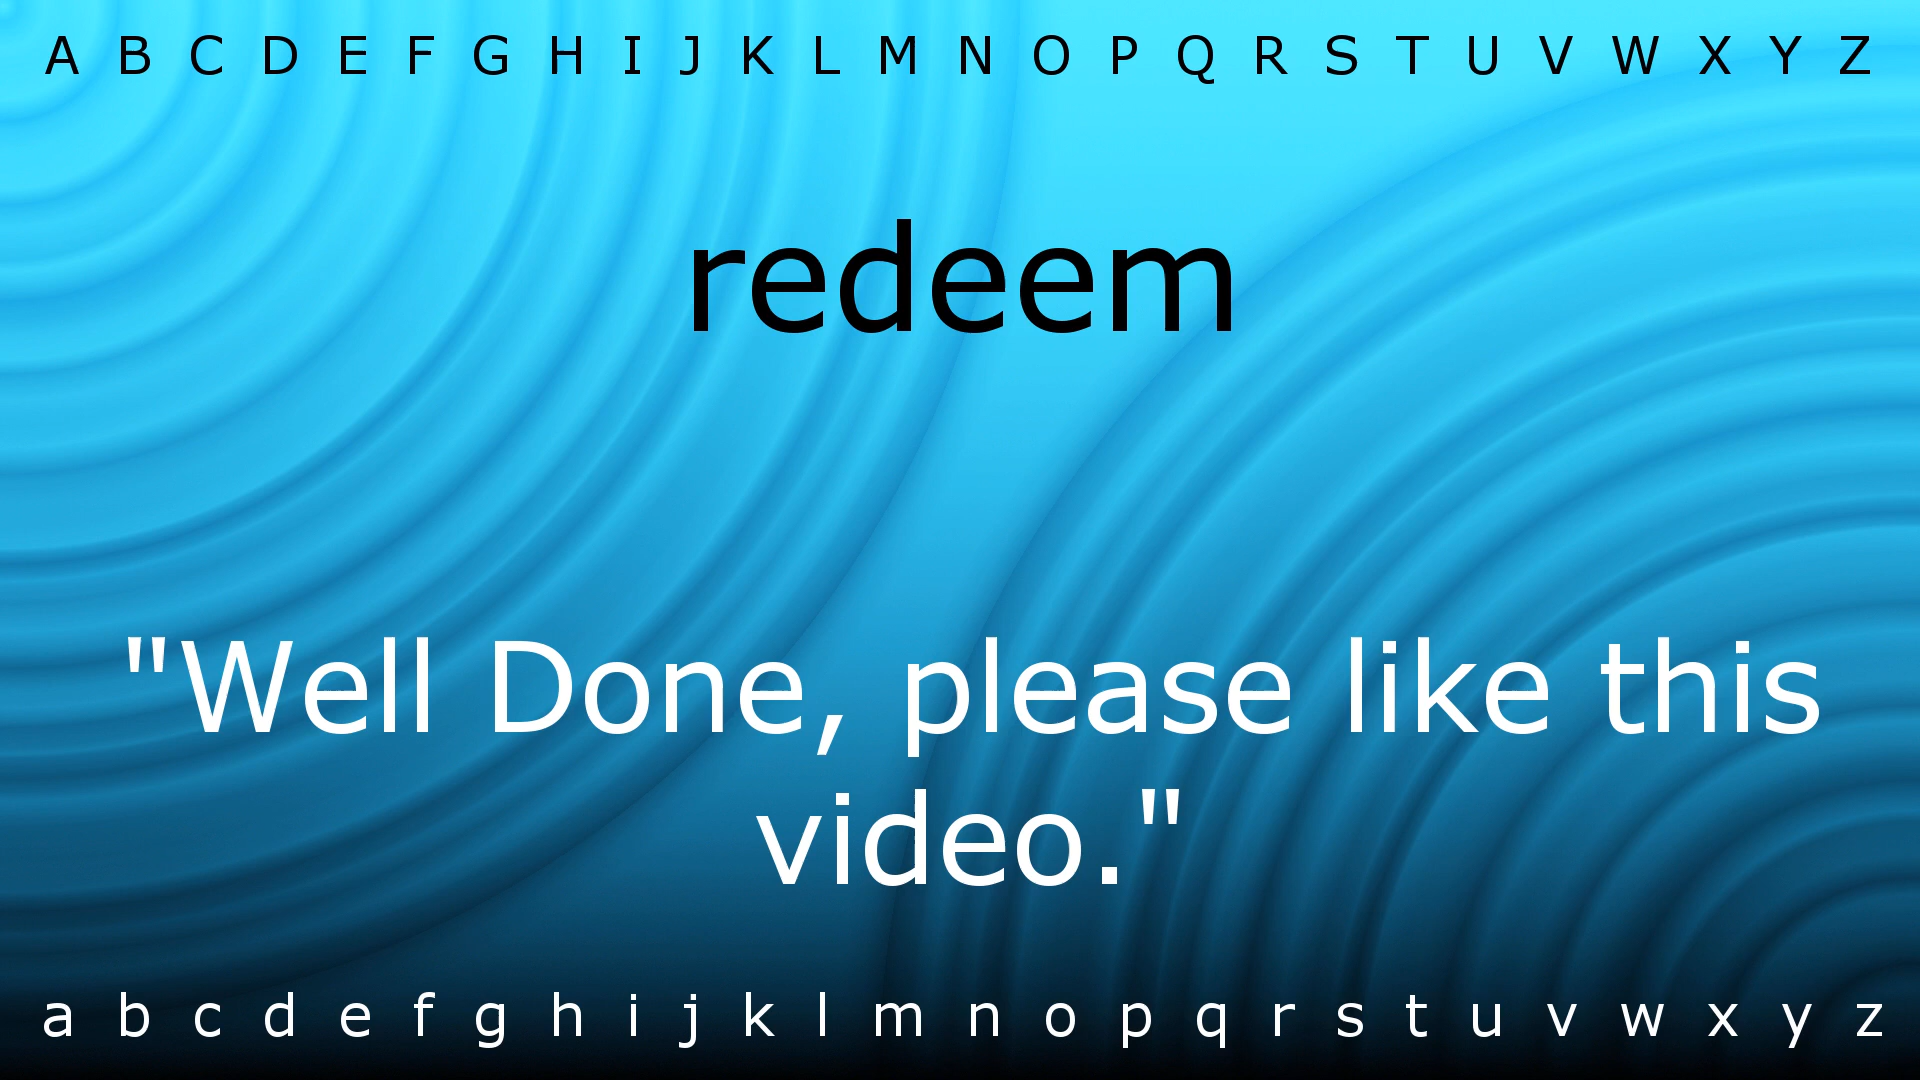 A B C D E F G H I J K L M N O P Q R S T U V W X Y Z
redeem
"Well Done, please like this
video."
a b c d e f g h i j k l m n o p q r s t u v w x y z